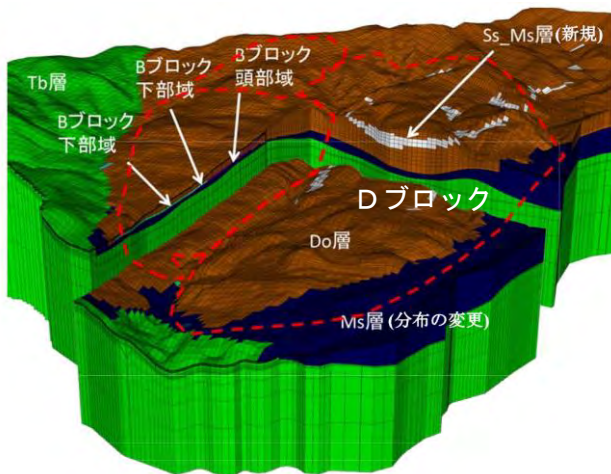 Ss_Ms層(新規)
Bブロック
頭部域
Bブロック
下部域
Tb層
Bブロック
下部域
Dブロック
Do層
Ms層(分布の変更)